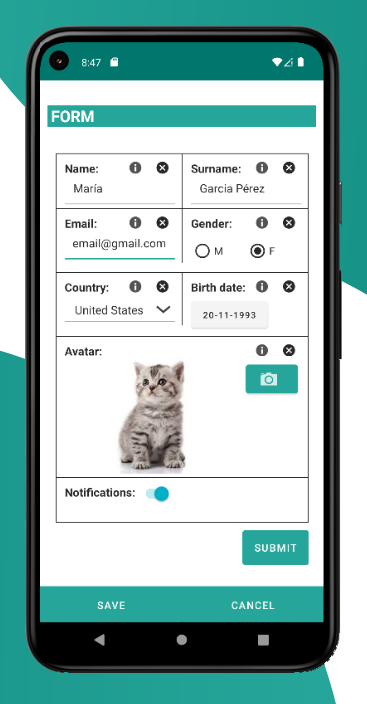 8:47
FORM
Name: Surname:
María Garcia Pérez
Email: Gender:
email@gmail.com M F
Country: Birth date:
United States 20-11-1993
Avatar:
Notifications:
SUBMIT
SAVE CANCEL